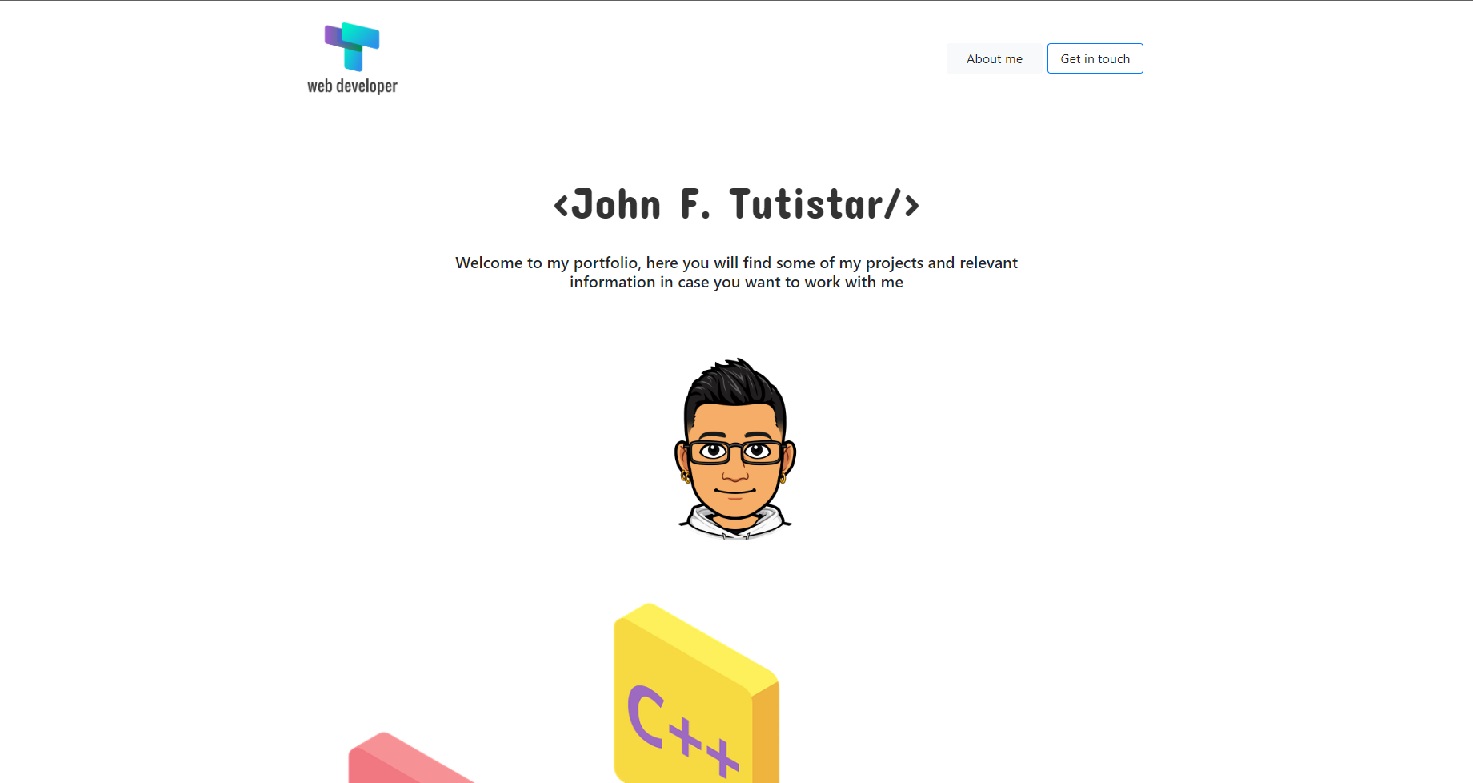 web developer
About me
Get in touch
<John F. Tutistar/>
Welcome to my portfolio, here you will find some of my projects and relevant
information in case you want to work with me
C++